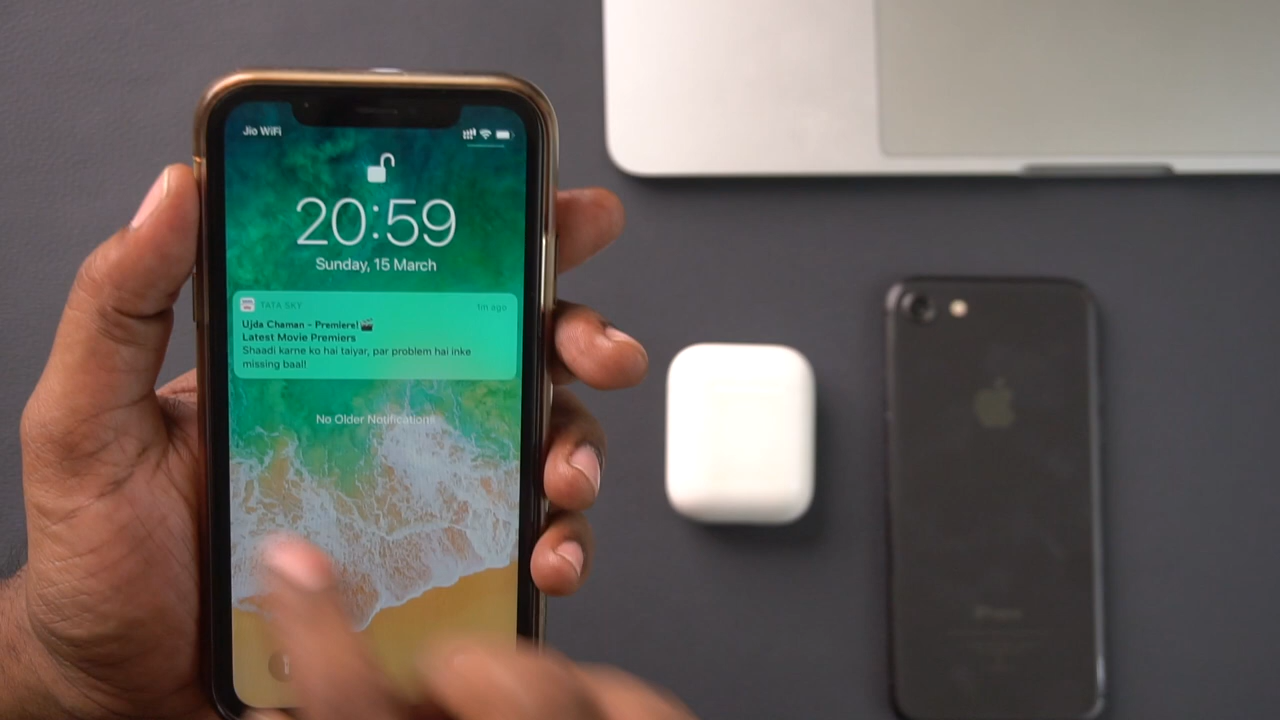 Jio WiFi
20:59
Sunday, 15 March
TATA SKY 1m ago
Ujda Chaman - Premiere!🎬
Latest Movie Premiers
Shaadi karne ko hai taiyar, par problem hai inke
missing baal!
No Older Notifications
iPhone